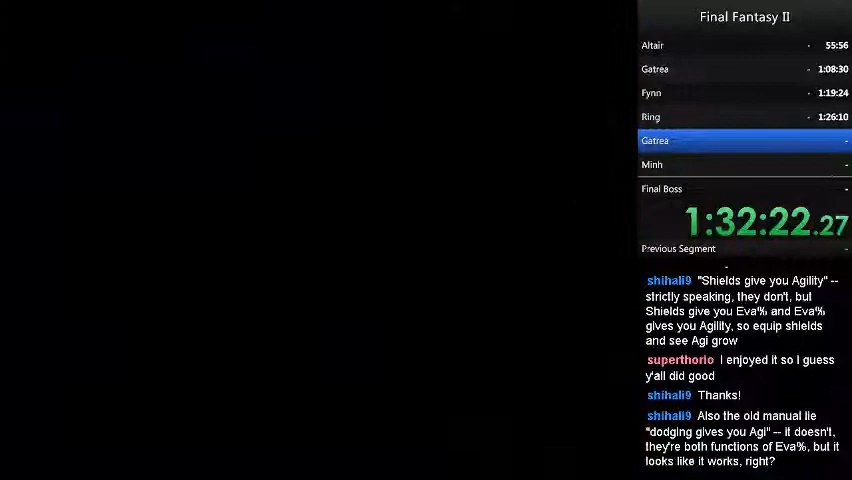 Final Fantasy II
Altair - 55:56
Gatrea - 1:08:30
Fynn - 1:19:24
Ring - 1:26:10
Gatrea -
Minh -
Final Boss -
1:32:22.27
Previous Segment -
-
shihali9 "Shields give you Agility" --
strictly speaking, they don't, but
Shields give you Eva% and Eva%
gives you Agility, so equip shields
and see Agi grow
superthorio I enjoyed it so I guess
y'all did good
shihali9 Thanks!
shihali9 Also the old manual lie
"dodging gives you Agi" -- it doesn't,
they're both functions of Eva%, but it
looks like it works, right?